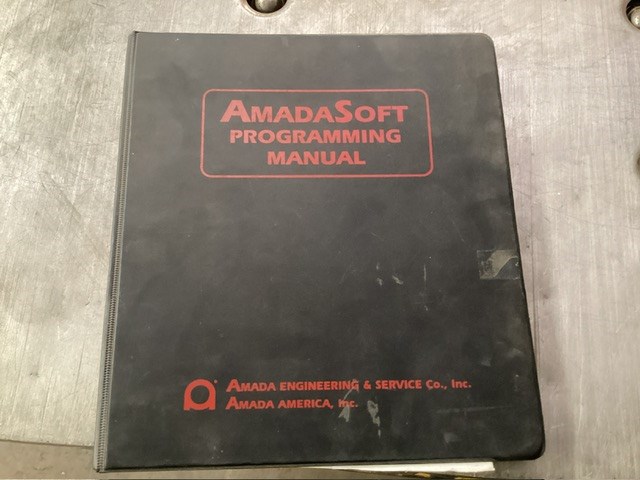 AMADASOFT
PROGRAMMING
MANUAL
AMADA ENGINEERING & SERVICE Co., Inc.
AMADA AMERICA, Inc.